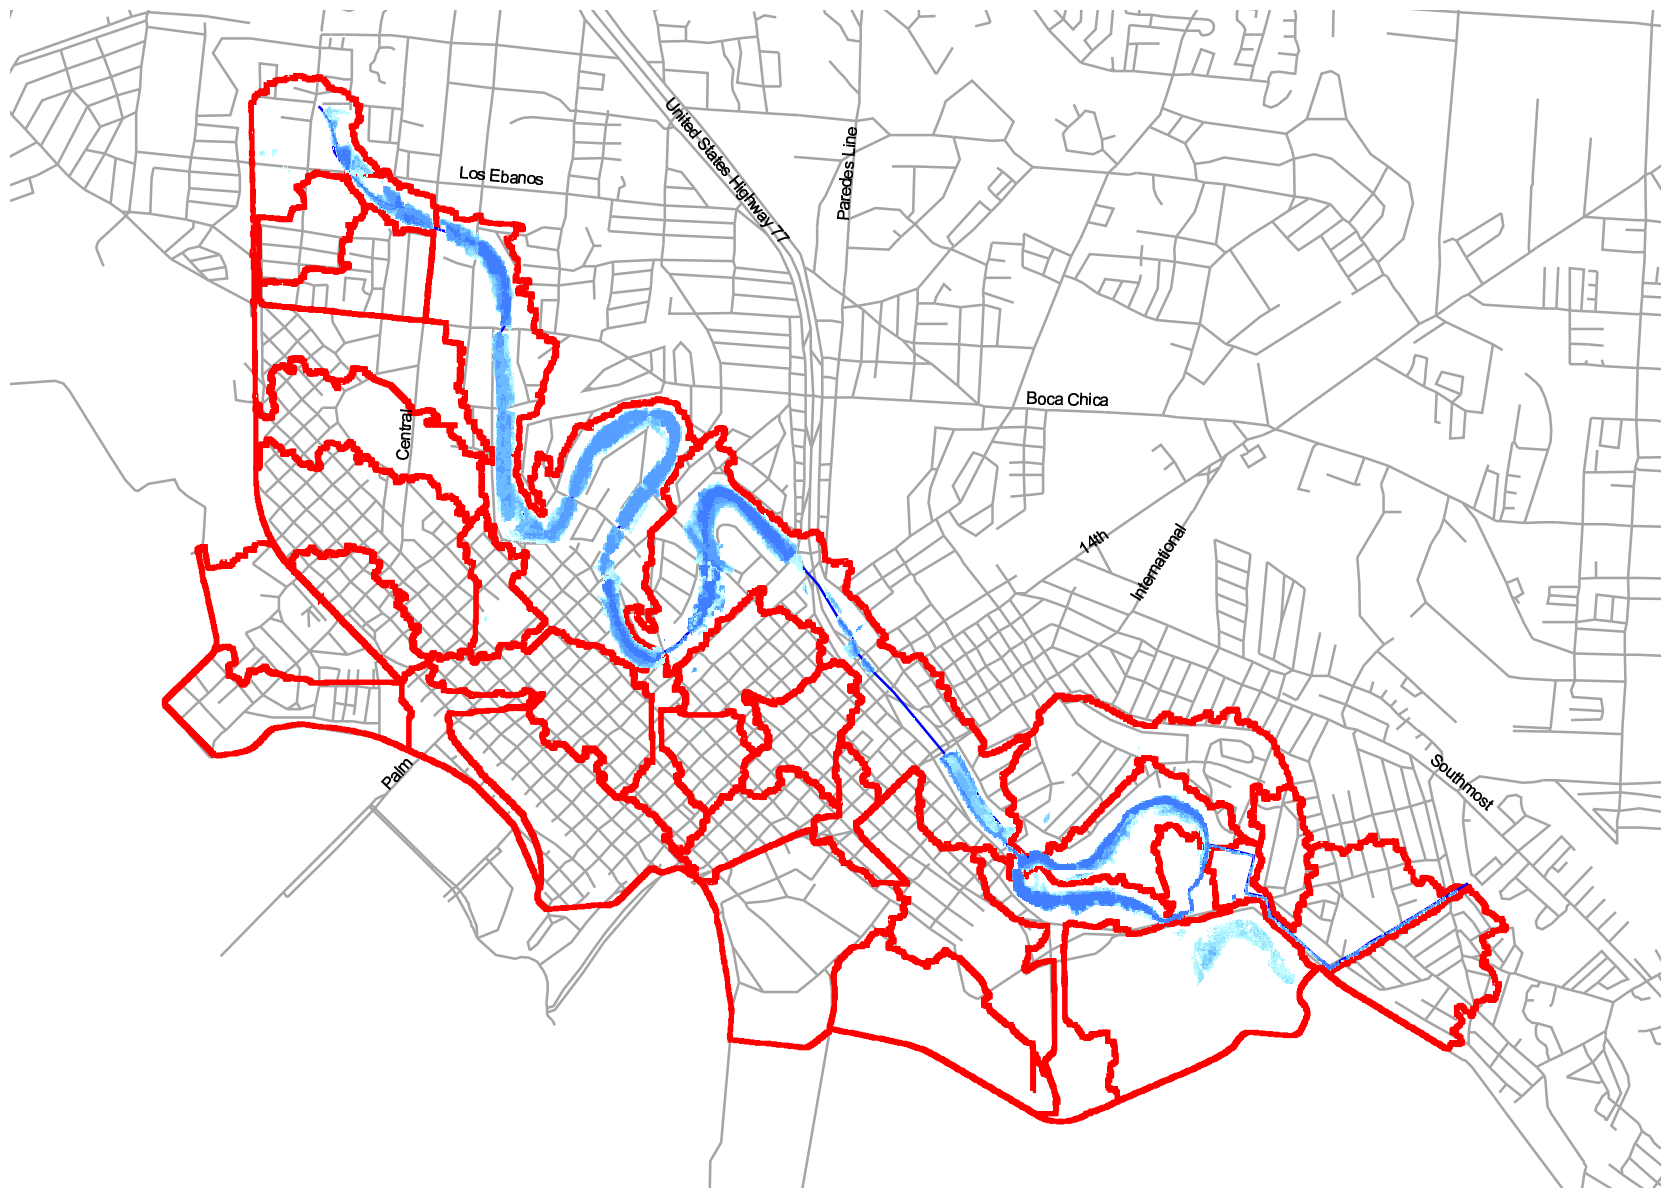 United States Highway 77
Paredes Line
Los Ebanos
Boca Chica
Central
14th
International
Southmost
Palm